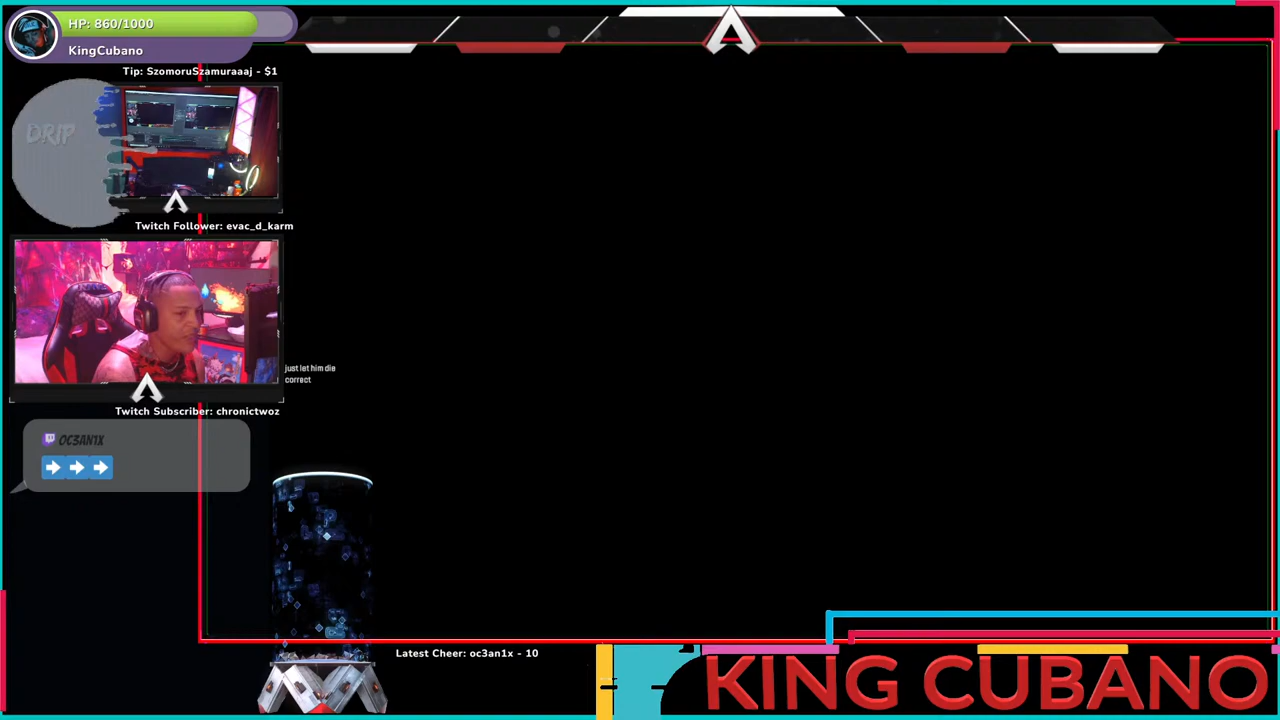 HP: 860/1000
KingCubano
Tip: SzomoruSzamuraaaj - $1
DRIP
Twitch Follower: evac_d_karm
just let him die
correct
Twitch Subscriber: chronictwoz
OC3AN1X
Latest Cheer: oc3an1x - 10
KING CUBANO